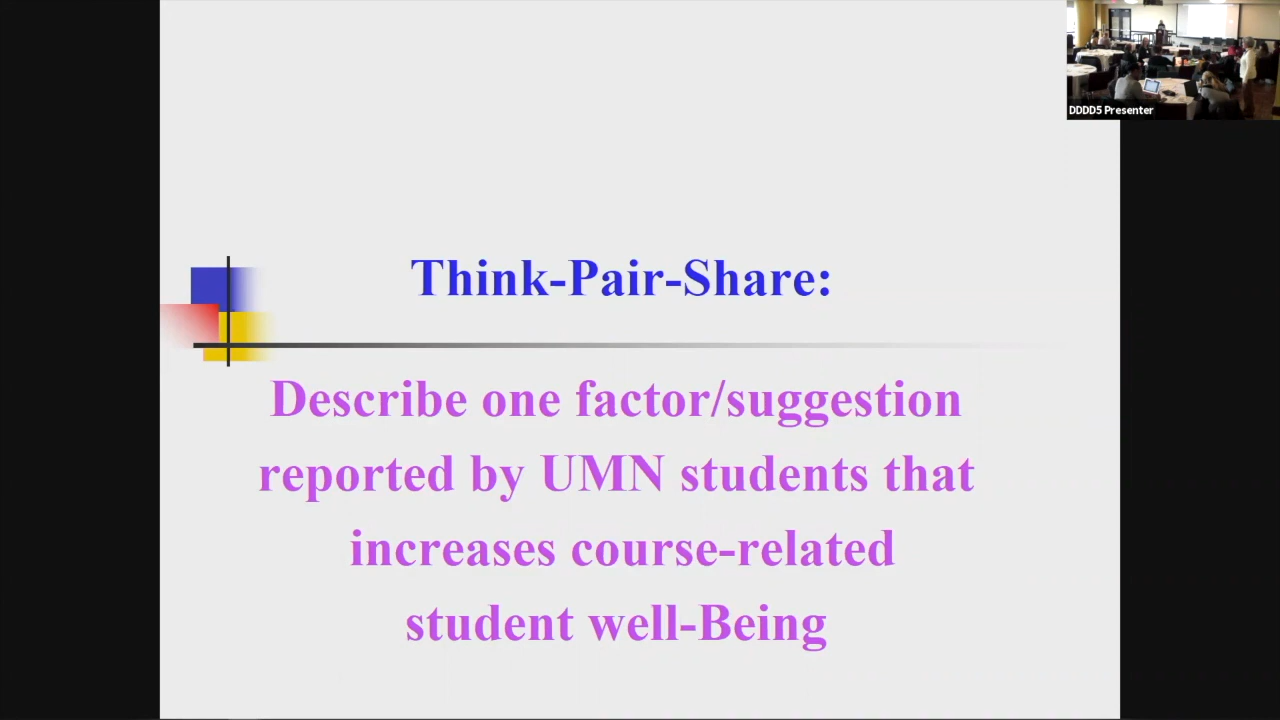 DDDD5 Presenter
Think-Pair-Share:
Describe one factor/suggestion
reported by UMN students that
increases course-related
student well-Being